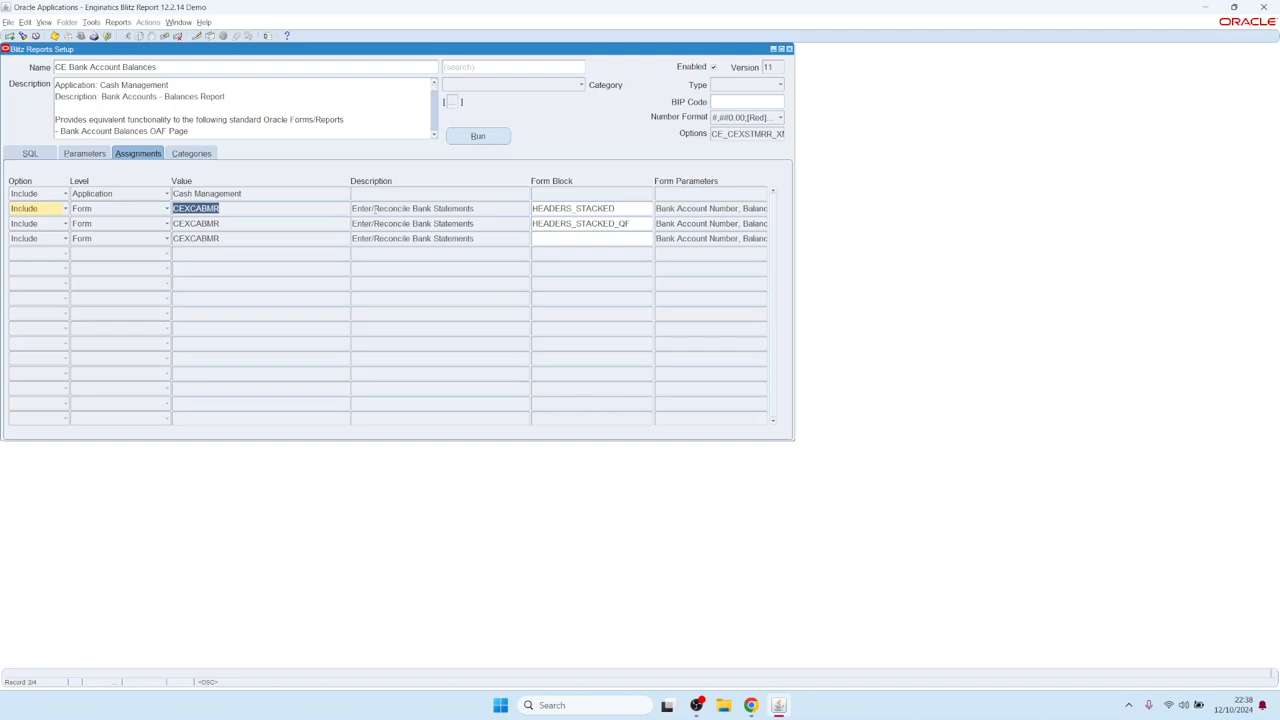 Oracle Applications - Enginatics Blitz Report 12.2.14 Demo
File Edit View Folder Tools Reports Actions Window Help
ORACLE
Blitz Reports Setup
Name CE Bank Account Balances (search) Enabled Version 11
Description Application: Cash Management Category Type
Description: Bank Accounts - Balances Report [ ... ] BIP Code
Provides equivalent functionality to the following standard Oracle Forms/Reports Number Format #,##0.00;[Red]...
- Bank Account Balances OAF Page Run Options CE_CEXSTMRR_XM
SQL Parameters Assignments Categories
Option Level Value Description Form Block Form Parameters
Include Application Cash Management
Include Form CEXCABMR Enter/Reconcile Bank Statements HEADERS_STACKED Bank Account Number, Balanc
Include Form CEXCABMR Enter/Reconcile Bank Statements HEADERS_STACKED_QF Bank Account Number, Balanc
Include Form CEXCABMR Enter/Reconcile Bank Statements Bank Account Number, Balanc
Record: 2/4 ... <OSC>
Search
22:38
12/10/2024